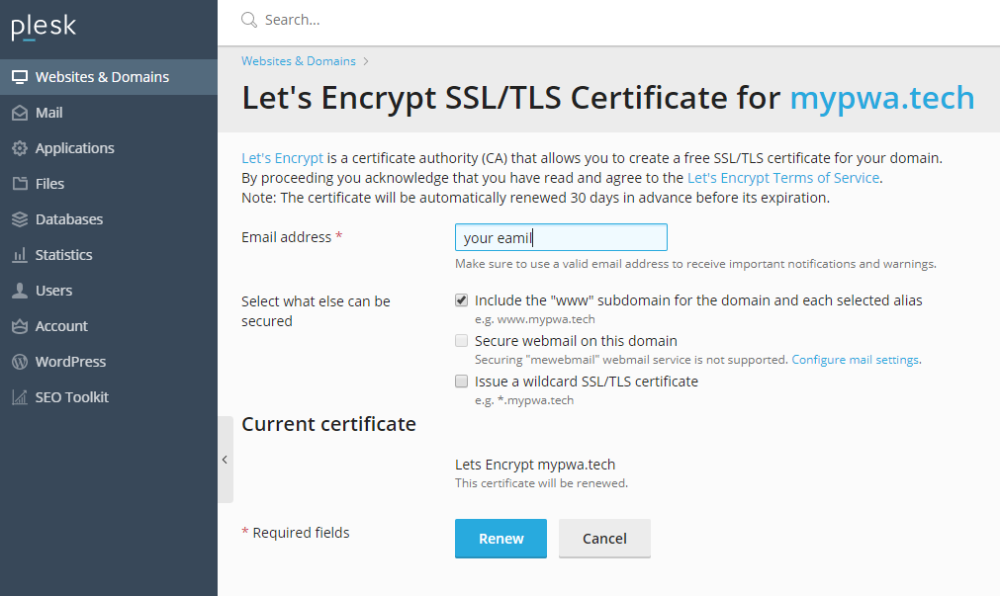 plesk
Search...
Websites & Domains
Mail
Applications
Files
Databases
Statistics
Users
Account
WordPress
SEO Toolkit
Websites & Domains >
Let's Encrypt SSL/TLS Certificate for mypwa.tech
Let's Encrypt is a certificate authority (CA) that allows you to create a free SSL/TLS certificate for your domain.
By proceeding you acknowledge that you have read and agree to the Let's Encrypt Terms of Service.
Note: The certificate will be automatically renewed 30 days in advance before its expiration.
Email address *
your eamil
Make sure to use a valid email address to receive important notifications and warnings.
Select what else can be
secured
Include the "www" subdomain for the domain and each selected alias
e.g. www.mypwa.tech
Secure webmail on this domain
Securing "mewebmail" webmail service is not supported. Configure mail settings.
Issue a wildcard SSL/TLS certificate
e.g. *.mypwa.tech
Current certificate
Lets Encrypt mypwa.tech
This certificate will be renewed.
* Required fields
Renew
Cancel